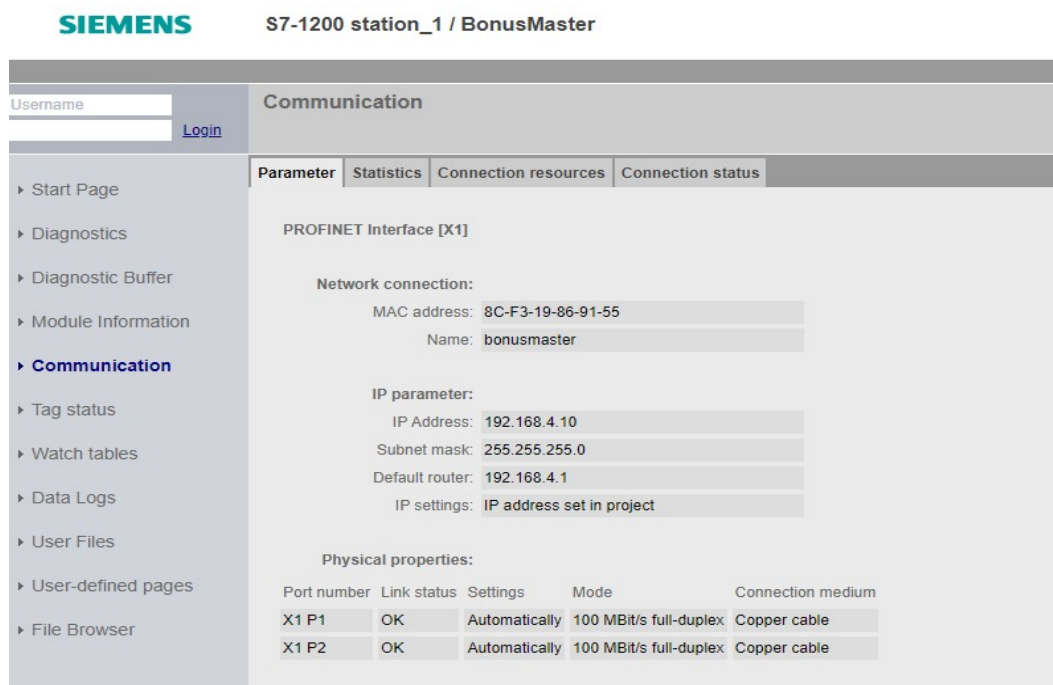 SIEMENS
S7-1200 station_1 / BonusMaster
Username
Login
Communication
Parameter Statistics Connection resources Connection status
Start Page
Diagnostics
Diagnostic Buffer
Module Information
Communication
Tag status
Watch tables
Data Logs
User Files
User-defined pages
File Browser
PROFINET Interface [X1]
Network connection:
MAC address: 8C-F3-19-86-91-55
Name: bonusmaster
IP parameter:
IP Address: 192.168.4.10
Subnet mask: 255.255.255.0
Default router: 192.168.4.1
IP settings: IP address set in project
Physical properties:
Port number Link status Settings Mode Connection medium
X1 P1 OK Automatically 100 MBit/s full-duplex Copper cable
X1 P2 OK Automatically 100 MBit/s full-duplex Copper cable